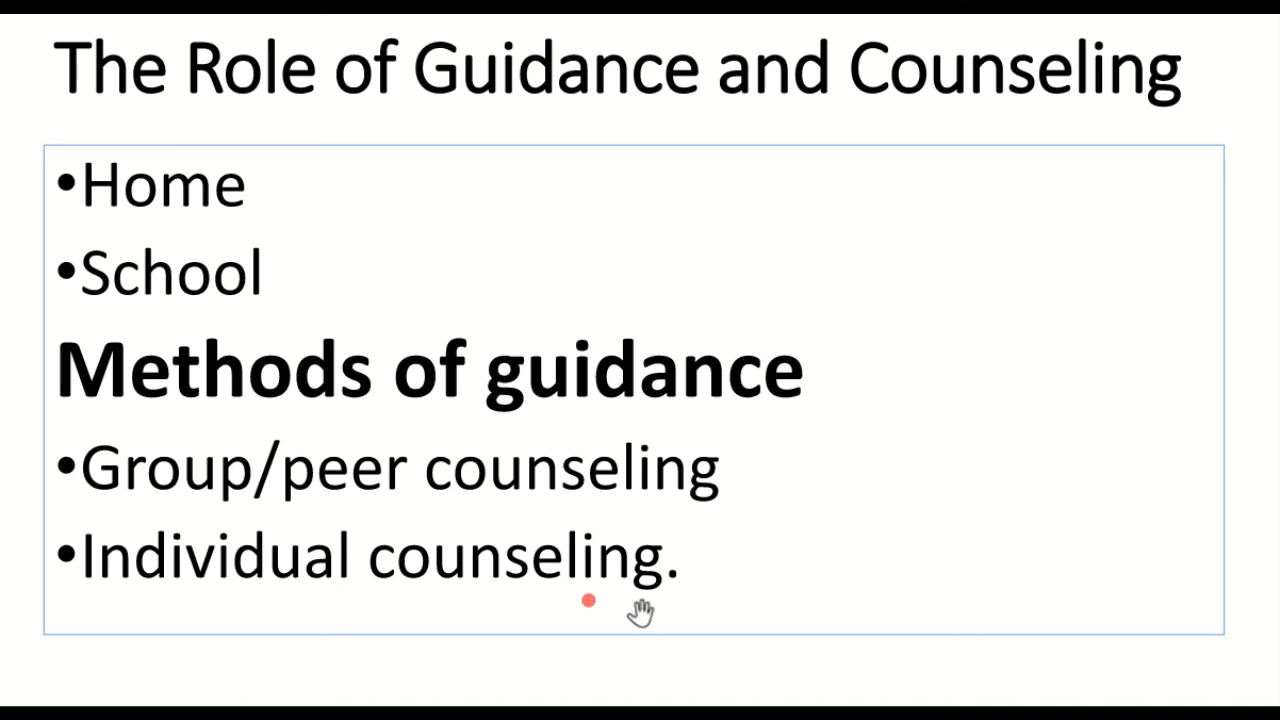 The Role of Guidance and Counseling
•Home
•School
Methods of guidance
•Group/peer counseling
•Individual counseling.